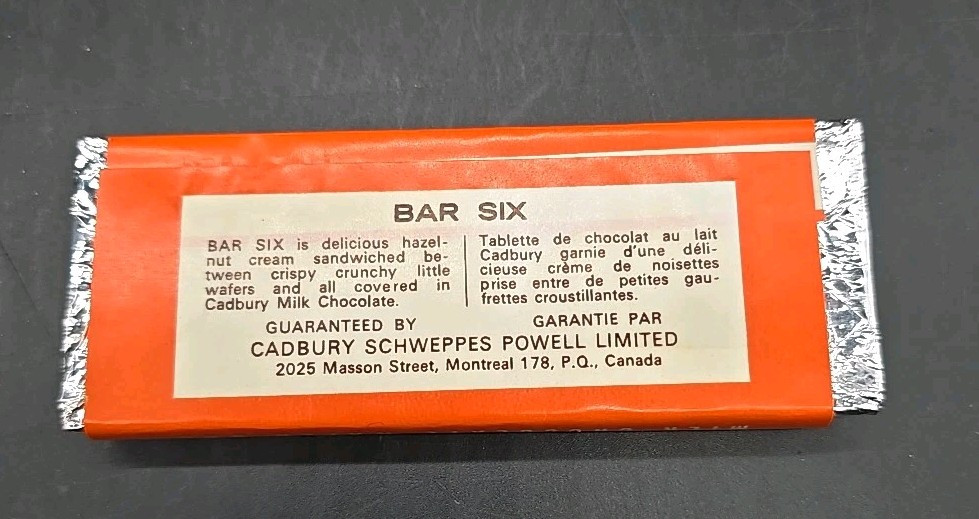 BAR SIX
BAR SIX is delicious hazel-
nut cream sandwiched be-
tween crispy crunchy little
wafers and all covered in
Cadbury Milk Chocolate.
Tablette de chocolat au lait
Cadbury garnie d'une déli-
cieuse crème de noisettes
prise entre de petites gau-
frettes croustillantes.
GUARANTEED BY GARANTIE PAR
CADBURY SCHWEPPES POWELL LIMITED
2025 Masson Street, Montreal 178, P.Q., Canada